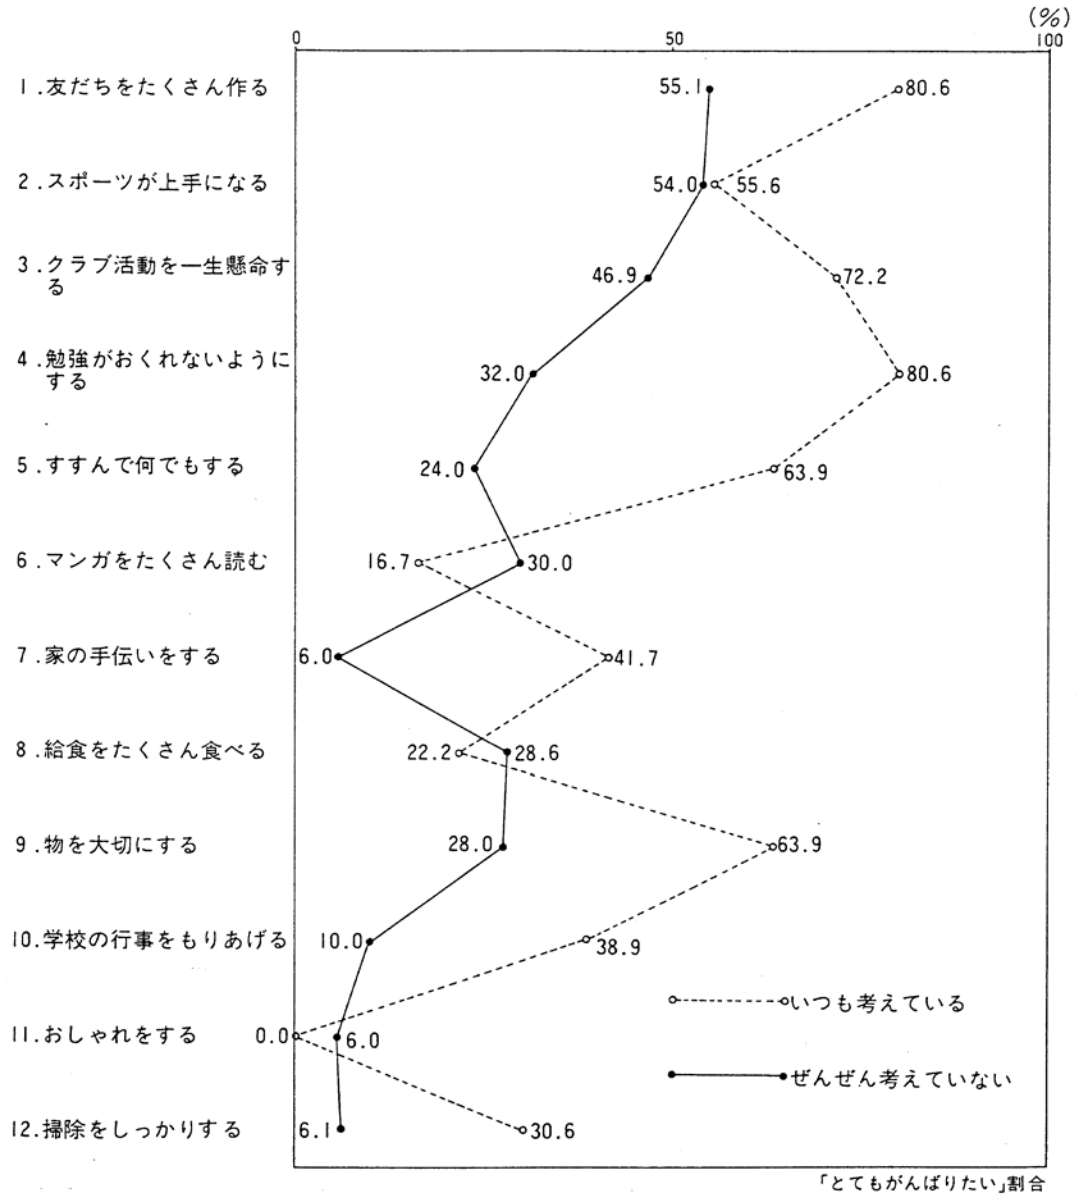 (%)
0 50 100
1.友だちをたくさん作る 55.1 80.6
2.スポーツが上手になる 54.0 55.6
3.クラブ活動を一生懸命す
る 46.9 72.2
4.勉強がおくれないように
する 32.0 80.6
5.すすんで何でもする 24.0 63.9
6.マンガをたくさん読む 16.7 30.0
7.家の手伝いをする 6.0 41.7
8.給食をたくさん食べる 22.2 28.6
9.物を大切にする 28.0 63.9
10.学校の行事をもりあげる 10.0 38.9
いつも考えている
11.おしゃれをする 0.0 6.0
ぜんぜん考えていない
12.掃除をしっかりする 6.1 30.6
「とてもがんばりたい」割合